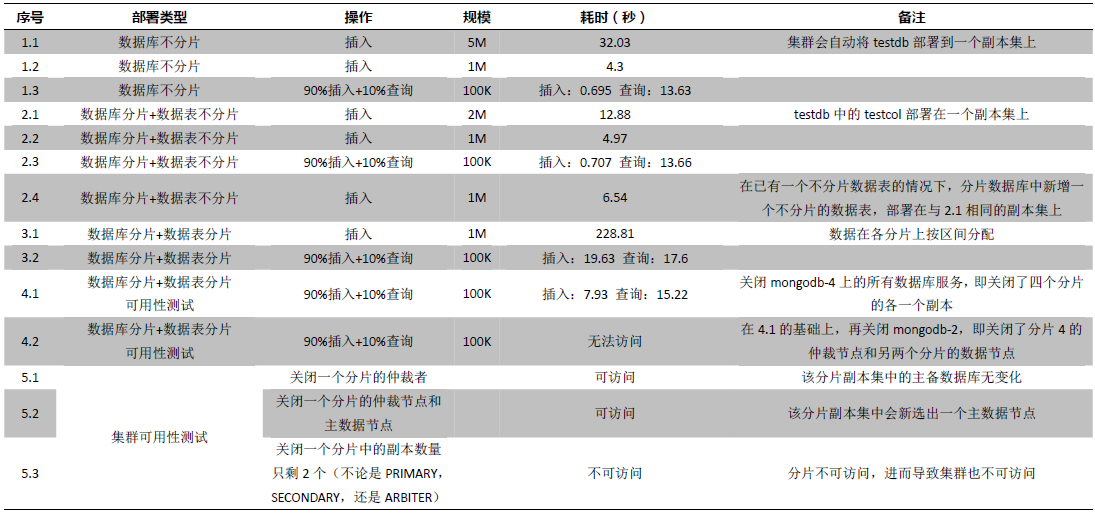 序号 部署类型 操作 规模 耗时（秒） 备注
1.1 数据库不分片 插入 5M 32.03 集群会自动将 testdb 部署到一个副本集上
1.2 数据库不分片 插入 1M 4.3
1.3 数据库不分片 90%插入+10%查询 100K 插入：0.695 查询：13.63
2.1 数据库分片+数据表不分片 插入 2M 12.88 testdb 中的 testcol 部署在一个副本集上
2.2 数据库分片+数据表不分片 插入 1M 4.97
2.3 数据库分片+数据表不分片 90%插入+10%查询 100K 插入：0.707 查询：13.66
2.4 数据库分片+数据表不分片 插入 1M 6.54 在已有一个不分片数据表的情况下，分片数据库中新增一
个不分片的数据表，部署在与 2.1 相同的副本集上
3.1 数据库分片+数据表分片 插入 1M 228.81 数据在各分片上按区间分配
3.2 数据库分片+数据表分片 90%插入+10%查询 100K 插入：19.63 查询：17.6
4.1 数据库分片+数据表分片
可用性测试 90%插入+10%查询 100K 插入：7.93 查询：15.22 关闭 mongodb-4 上的所有数据库服务，即关闭了四个分片
的各一个副本
4.2 数据库分片+数据表分片
可用性测试 90%插入+10%查询 100K 无法访问 在 4.1 的基础上，再关闭 mongodb-2，即关闭了分片 4 的
仲裁节点和另两个分片的数据节点
5.1 关闭一个分片的仲裁者 可访问 该分片副本集中的主备数据库无变化
5.2 关闭一个分片的仲裁节点和
主数据节点 可访问 该分片副本集中会新选出一个主数据节点
集群可用性测试
5.3 关闭一个分片中的副本数量
只剩 2 个（不论是 PRIMARY，
SECONDARY，还是 ARBITER） 不可访问 分片不可访问，进而导致集群也不可访问